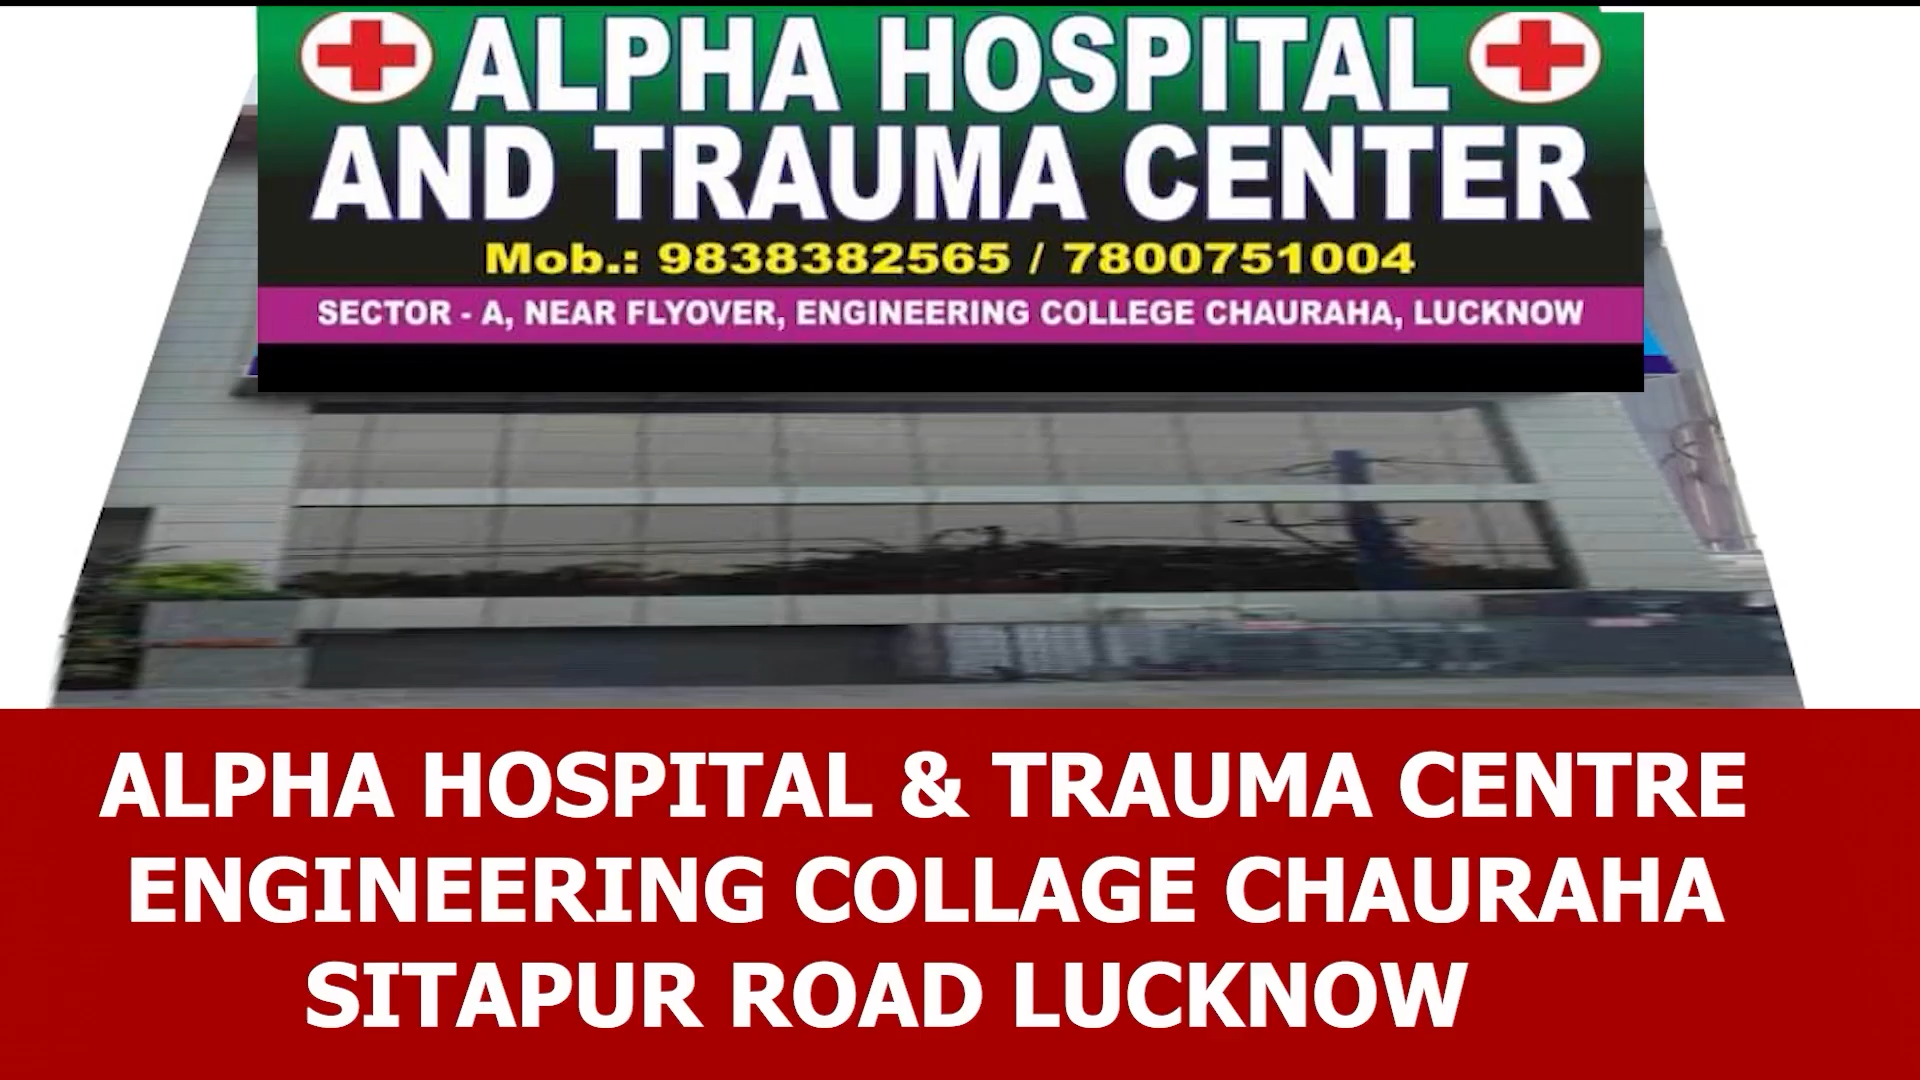 ALPHA HOSPITAL
AND TRAUMA CENTER
Mob.: 9838382565 / 7800751004
SECTOR - A, NEAR FLYOVER, ENGINEERING COLLEGE CHAURAHA, LUCKNOW
ALPHA HOSPITAL & TRAUMA CENTRE
ENGINEERING COLLAGE CHAURAHA
SITAPUR ROAD LUCKNOW